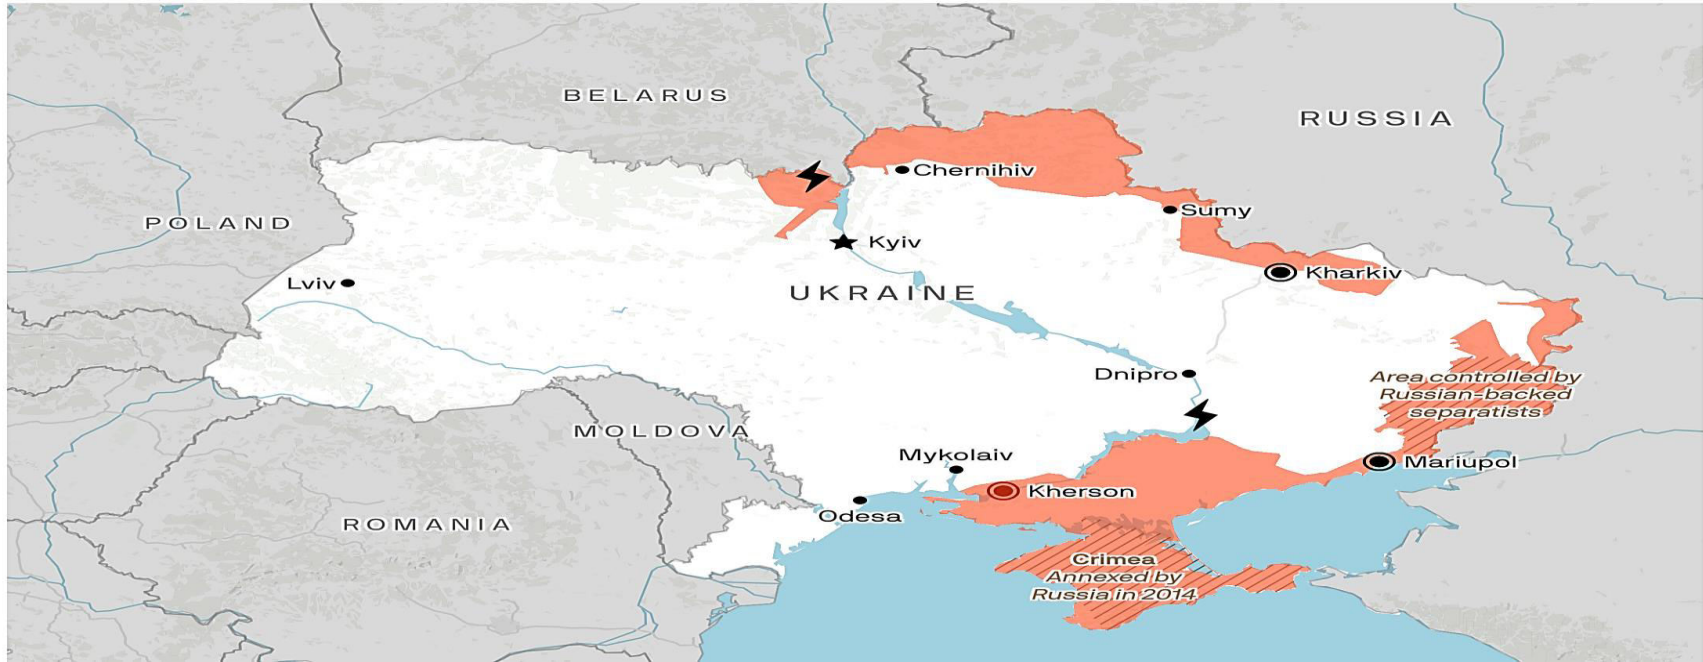 BELARUS
RUSSIA
Chernihiv
POLAND
Sumy
Kyiv
Lviv
Kharkiv
UKRAINE
Dnipro
Area controlled by
Russian-backed
separatists
MOLDOVA
Mykolaiv
Mariupol
Kherson
Odesa
ROMANIA
Crimea
Annexed by
Russia in 2014